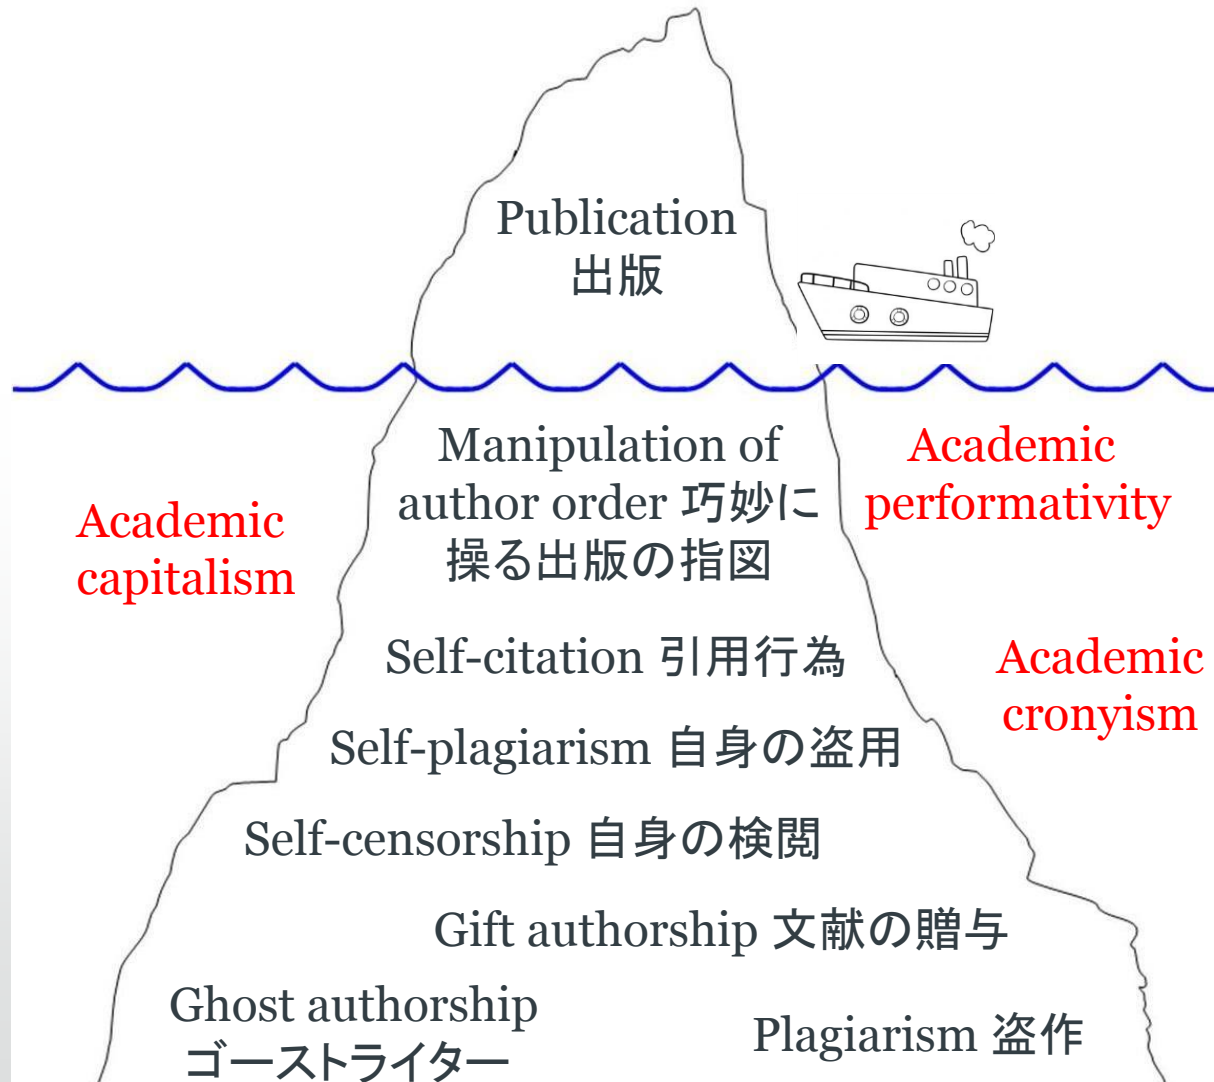 Publication
出版
Manipulation of
author order 巧妙に
操る出版の指図
Academic
performativity
Academic
capitalism
Self-citation 引用行為
Academic
cronyism
Self-plagiarism 自身の盗用
Self-censorship 自身の検閲
Gift authorship 文献の贈与
Ghost authorship
ゴーストライター
Plagiarism 盗作